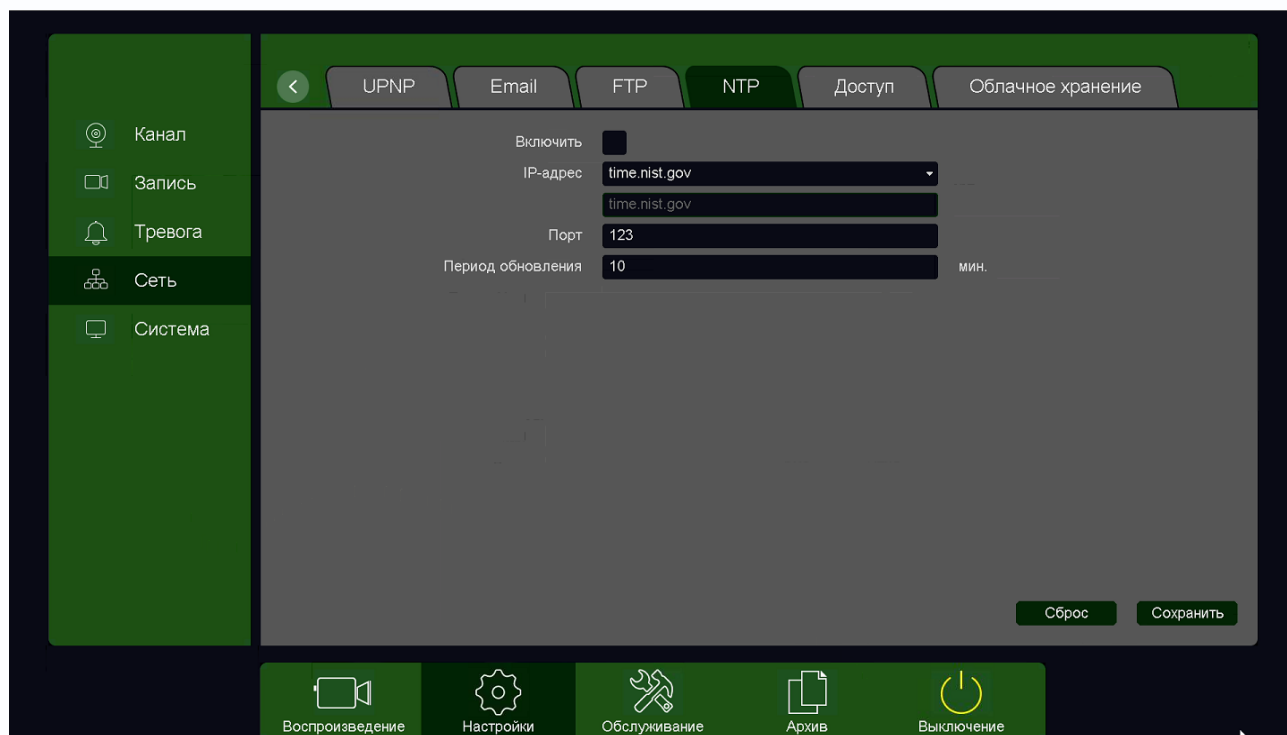 UPNP Email FTP NTP Доступ Облачное хранение
Канал
Запись
Тревога
Сеть
Система
Включить
IP-адрес time.nist.gov
time.nist.gov
Порт 123
Период обновления 10 мин.
Сброс Сохранить
Воспроизведение Настройки Обслуживание Архив Выключение